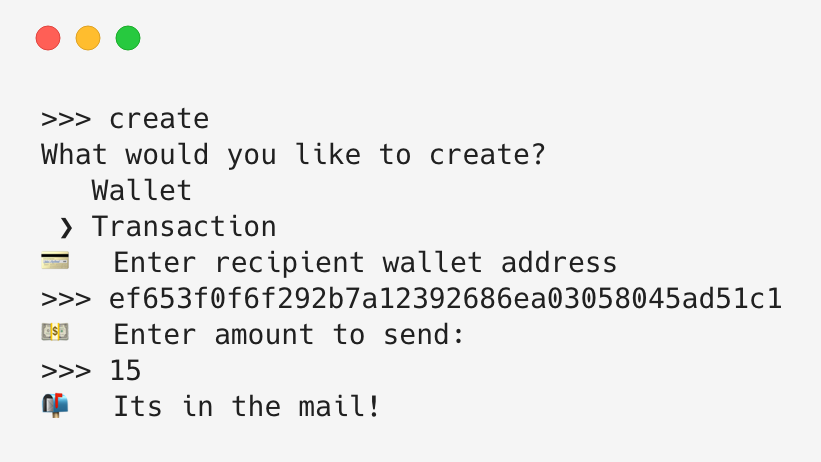 >>> create
What would you like to create?
Wallet
❯ Transaction
💳 Enter recipient wallet address
>>> ef653f0f6f292b7a12392686ea03058045ad51c1
💵 Enter amount to send:
>>> 15
📬 Its in the mail!